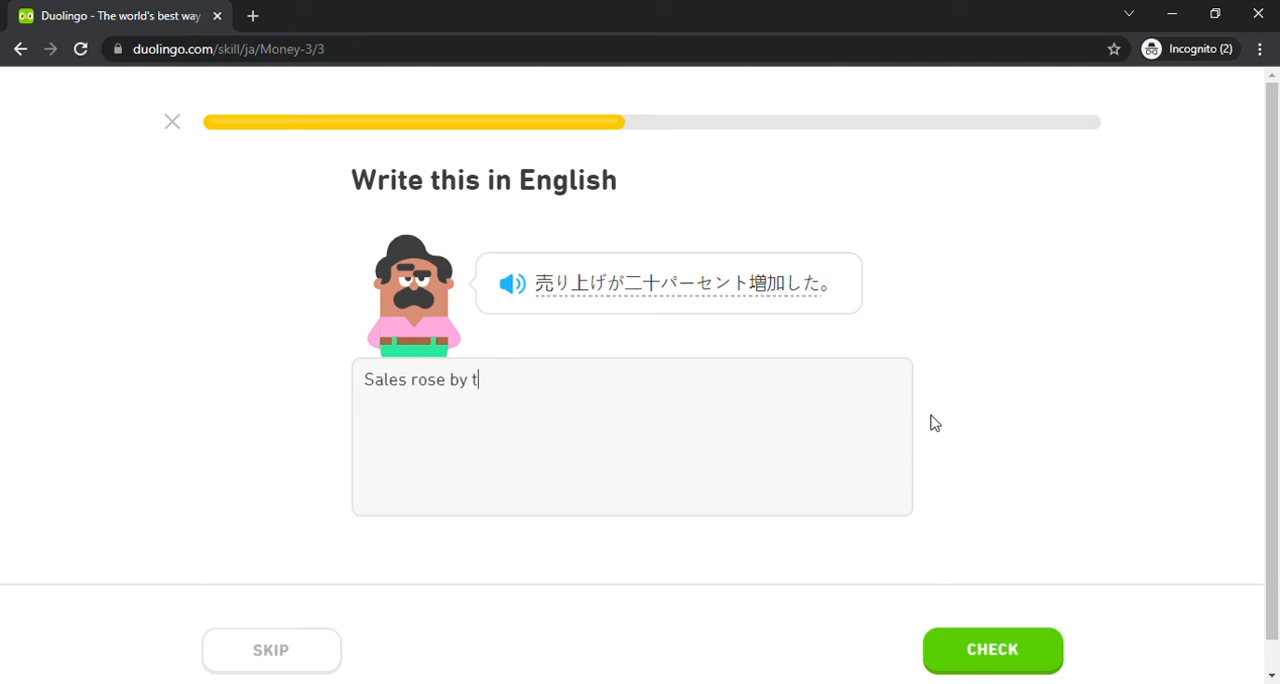 Duolingo - The world's best way
duolingo.com/skill/ja/Money-3/3
Incognito (2)
Write this in English
売り上げが二十パーセント増加した。
Sales rose by t
SKIP
CHECK